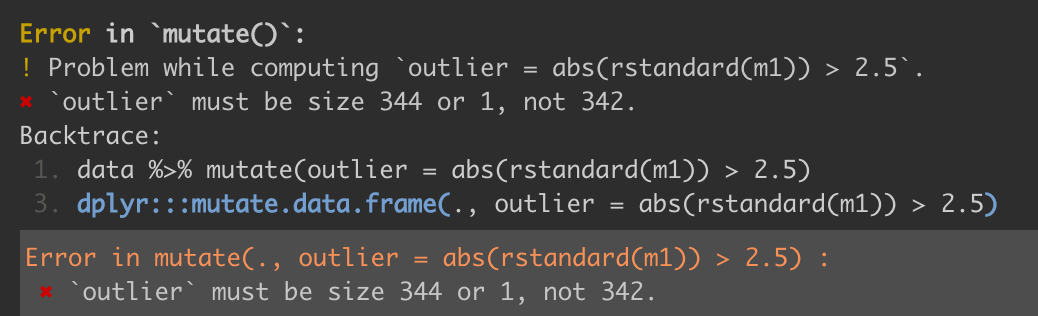 Error in `mutate()`:
! Problem while computing `outlier = abs(rstandard(m1)) > 2.5`.
✖ `outlier` must be size 344 or 1, not 342.
Backtrace:
1. data %>% mutate(outlier = abs(rstandard(m1)) > 2.5)
3. dplyr:::mutate.data.frame(., outlier = abs(rstandard(m1)) > 2.5)
Error in mutate(., outlier = abs(rstandard(m1)) > 2.5) :
✖ `outlier` must be size 344 or 1, not 342.